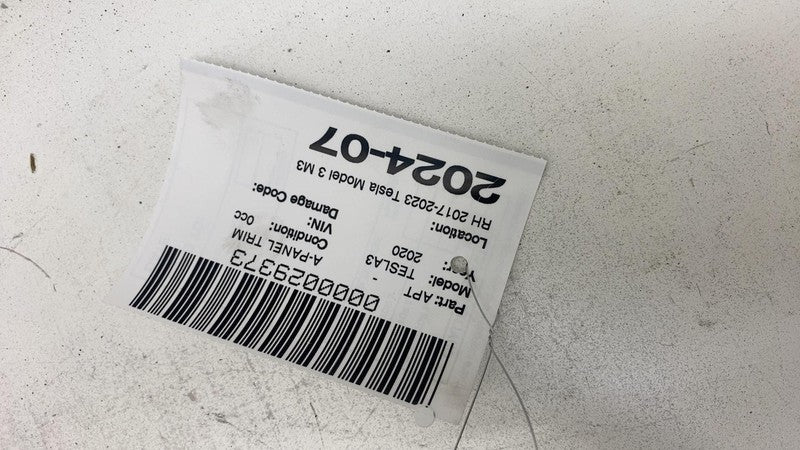 0000029373
Part: APT - A-PANEL TRIM
Model: TESLA3 Condition: 0cc
Year: 2020 VIN:
Damage Code:
Location:
RH 2017-2023 Tesla Model 3 M3
2024-07